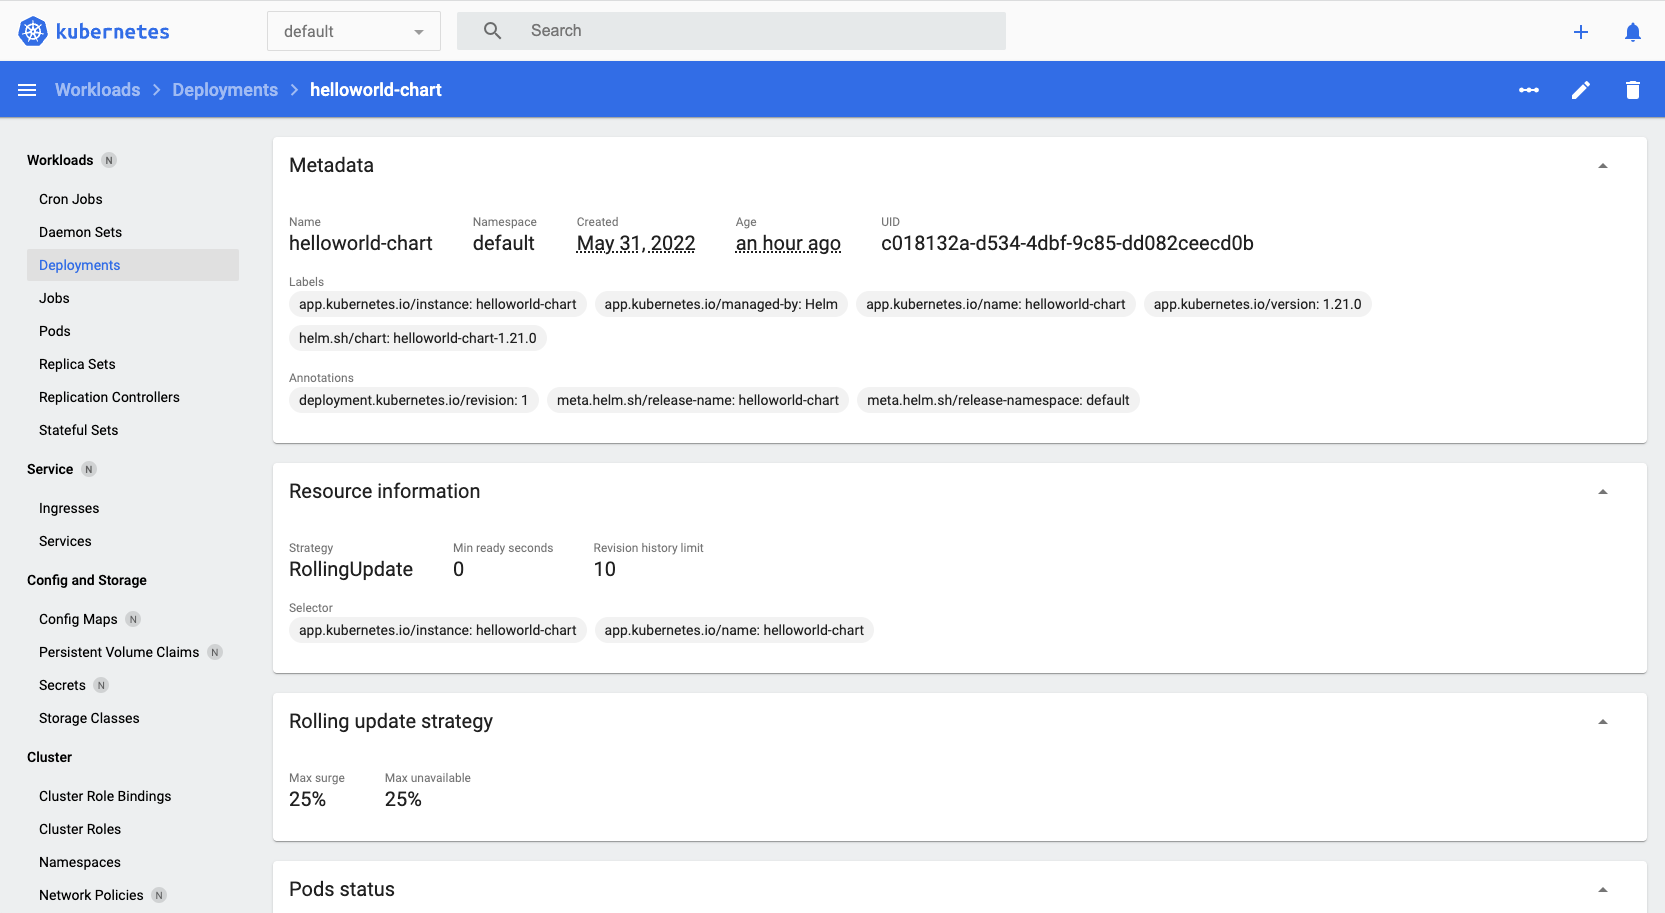 kubernetes
default
Search
Workloads > Deployments > helloworld-chart
Workloads N
Cron Jobs
Daemon Sets
Deployments
Jobs
Pods
Replica Sets
Replication Controllers
Stateful Sets
Service N
Ingresses
Services
Config and Storage
Config Maps N
Persistent Volume Claims N
Secrets N
Storage Classes
Cluster
Cluster Role Bindings
Cluster Roles
Namespaces
Network Policies N
Metadata
Name Namespace Created Age UID
helloworld-chart default May 31, 2022 an hour ago c018132a-d534-4dbf-9c85-dd082ceecd0b
Labels
app.kubernetes.io/instance: helloworld-chart app.kubernetes.io/managed-by: Helm app.kubernetes.io/name: helloworld-chart app.kubernetes.io/version: 1.21.0
helm.sh/chart: helloworld-chart-1.21.0
Annotations
deployment.kubernetes.io/revision: 1 meta.helm.sh/release-name: helloworld-chart meta.helm.sh/release-namespace: default
Resource information
Strategy Min ready seconds Revision history limit
RollingUpdate 0 10
Selector
app.kubernetes.io/instance: helloworld-chart app.kubernetes.io/name: helloworld-chart
Rolling update strategy
Max surge Max unavailable
25% 25%
Pods status